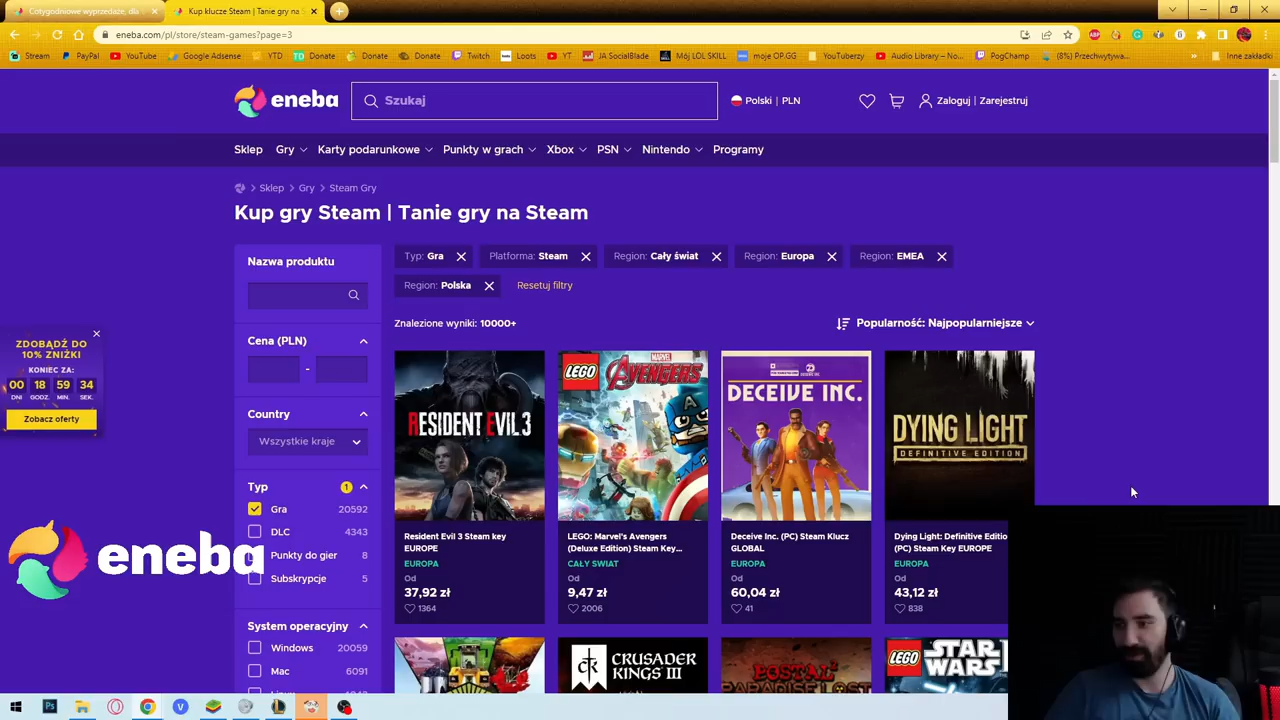 Cotygodniowe wyprzedaże, dla
Kup klucze Steam | Tanie gry na S
eneba.com/pl/store/steam-games?page=3
Stream PayPal YouTube Google Adsense YTD Donate Donate Donate Twitch Loots YT JA SocialBlade Mój LOL SKILL moje OP.GG YouTuberzy Audio Library – No... PogChamp (8%) Przechwytywa... Inne zakładki
eneba
Szukaj
Polski | PLN
Zaloguj | Zarejestruj
Sklep Gry Karty podarunkowe Punkty w grach Xbox PSN Nintendo Programy
Sklep > Gry > Steam Gry
Kup gry Steam | Tanie gry na Steam
Nazwa produktu
Cena (PLN)
-
Country
Wszystkie kraje
Typ 1
Gra 20592
DLC 4343
Punkty do gier 8
Subskrypcje 5
System operacyjny
Windows 20059
Mac 6091
Typ: Gra Platforma: Steam Region: Cały świat Region: Europa Region: EMEA
Region: Polska Resetuj filtry
Znalezione wyniki: 10000+
Popularność: Najpopularniejsze
RESIDENT EVIL 3
Resident Evil 3 Steam key
EUROPE
EUROPA
Od
37,92 zł
1364
LEGO MARVEL AVENGERS
LEGO: Marvel's Avengers
(Deluxe Edition) Steam Key...
CAŁY ŚWIAT
Od
9,47 zł
2006
DECEIVE INC.
Deceive Inc. (PC) Steam Klucz
GLOBAL
EUROPA
Od
60,04 zł
41
DYING LIGHT
DEFINITIVE EDITION
Dying Light: Definitive Editio
(PC) Steam Key EUROPE
EUROPA
Od
43,12 zł
838
CRUSADER
KINGS III
POSTAL 2
PARADISE LOST
LEGO STAR
WARS
ZDOBĄDŹ DO
10% ZNIŻKI
KONIEC ZA:
00 18 59 34
DNI GODZ. MIN. SEK.
Zobacz oferty
eneba